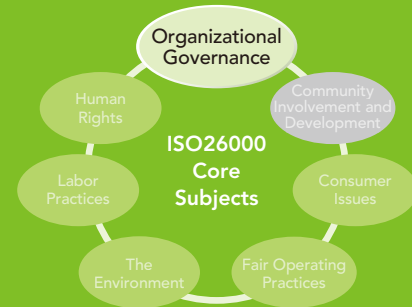 Organizational
Governance
Human
Rights
Community
Involvement and
Development
ISO26000
Core
Subjects
Labor
Practices
Consumer
Issues
The
Environment
Fair Operating
Practices